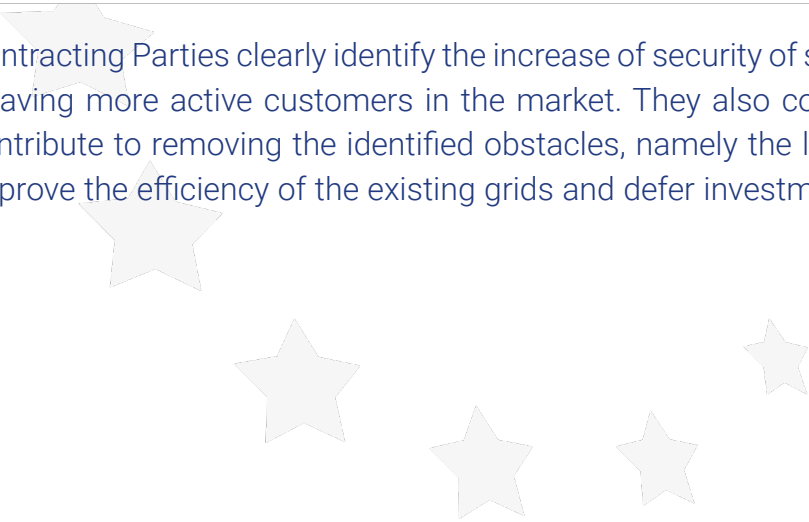 ntracting Parties clearly identify the increase of security of s
aving more active customers in the market. They also co
ntribute to removing the identified obstacles, namely the l
prove the efficiency of the existing grids and defer investm